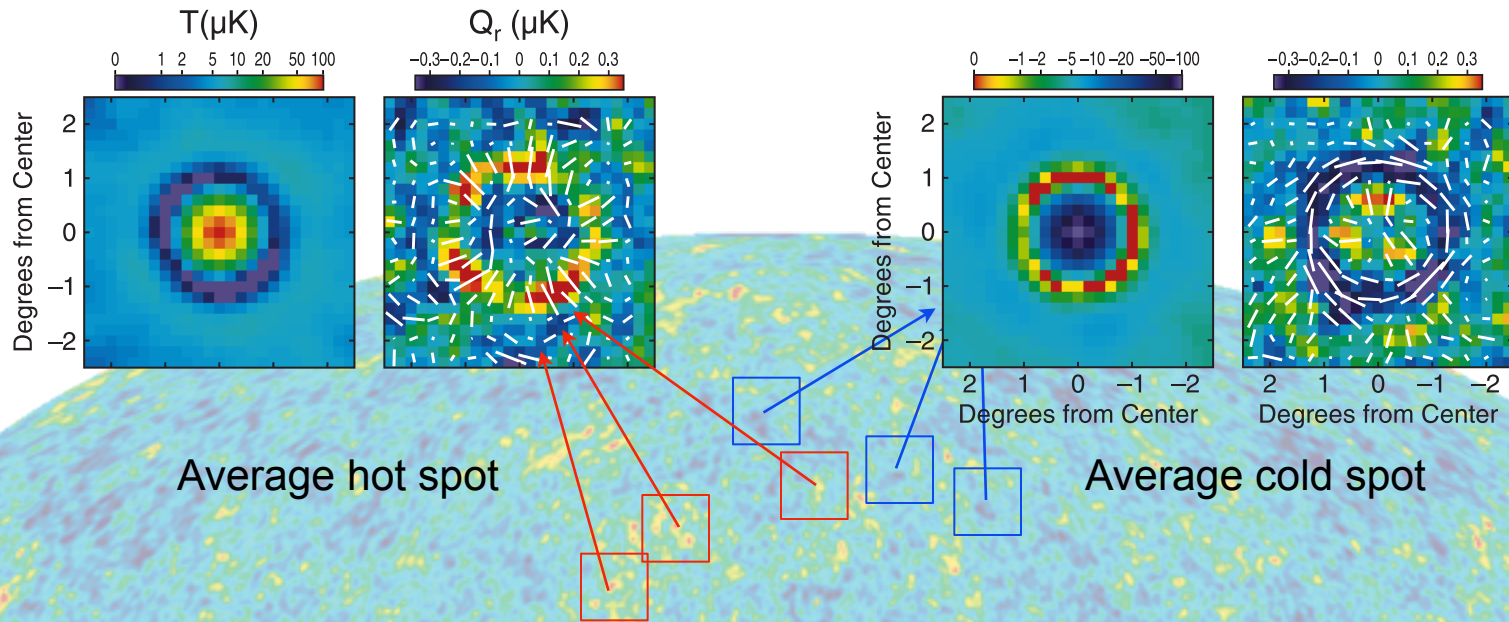 T(μK)
Q_r (μK)
0 1 2 5 10 20 50 100
−0.3 −0.2 −0.1 0 0.1 0.2 0.3
0 −1 −2 −5 −10 −20 −50 −100
−0.3 −0.2 −0.1 0 0.1 0.2 0.3
Degrees from Center
2
1
0
−1
−2
Degrees from Center
2
1
0
−1
−2
2 1 0 −1 −2
Degrees from Center
2 1 0 −1 −2
Degrees from Center
Average hot spot
Average cold spot